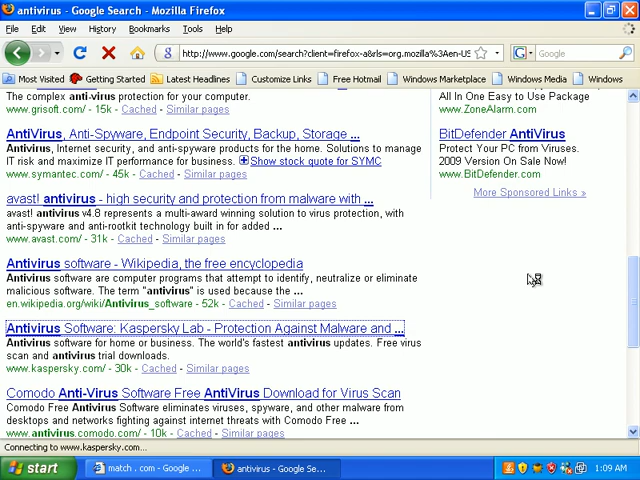 antivirus - Google Search - Mozilla Firefox
File Edit View History Bookmarks Tools Help
http://www.google.com/search?client=firefox-a&rls=org.mozilla%3Aen-US
Google
Most Visited Getting Started Latest Headlines Customize Links Free Hotmail Windows Marketplace Windows Media Windows
The complex anti-virus protection for your computer.
www.grisoft.com/ - 15k - Cached - Similar pages
AntiVirus, Anti-Spyware, Endpoint Security, Backup, Storage ...
AntiVirus, Internet security, and anti-spyware products for the home. Solutions to manage
IT risk and maximize IT performance for business. Show stock quote for SYMC
www.symantec.com/ - 45k - Cached - Similar pages
avast! antivirus - high security and protection from malware with ...
avast! antivirus v4.8 represents a multi-award winning solution to virus protection, with
anti-spyware and anti-rootkit technology built in for added ...
www.avast.com/ - 31k - Cached - Similar pages
Antivirus software - Wikipedia, the free encyclopedia
Antivirus software are computer programs that attempt to identify, neutralize or eliminate
malicious software. The term "antivirus" is used because the ...
en.wikipedia.org/wiki/Antivirus_software - 52k - Cached - Similar pages
Antivirus Software: Kaspersky Lab - Protection Against Malware and ...
Antivirus software for home or business. The world's fastest antivirus updates. Free virus
scan and antivirus trial downloads.
www.kaspersky.com/ - 30k - Cached - Similar pages
Comodo Anti-Virus Software Free AntiVirus Download for Virus Scan
Comodo Free Antivirus Software eliminates viruses, spyware, and other malware from
desktops and networks fighting against internet threats with Comodo Free ...
www.antivirus.comodo.com/ - 10k - Cached - Similar pages
All In One Easy to Use Package
www.ZoneAlarm.com
BitDefender AntiVirus
Protect Your PC from Viruses.
2009 Version On Sale Now!
www.BitDefender.com
More Sponsored Links »
Connecting to www.kaspersky.com...
start
match . com - Google ...
antivirus - Google Se...
1:09 AM